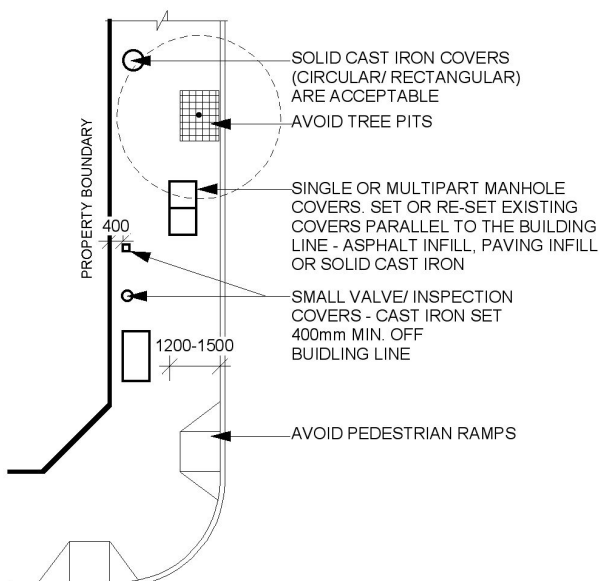 SOLID CAST IRON COVERS
(CIRCULAR/ RECTANGULAR)
ARE ACCEPTABLE
AVOID TREE PITS
PROPERTY BOUNDARY
SINGLE OR MULTIPART MANHOLE
COVERS. SET OR RE-SET EXISTING
COVERS PARALLEL TO THE BUILDING
LINE - ASPHALT INFILL, PAVING INFILL
OR SOLID CAST IRON
400
SMALL VALVE/ INSPECTION
COVERS - CAST IRON SET
400mm MIN. OFF
BUIDLING LINE
1200-1500
AVOID PEDESTRIAN RAMPS